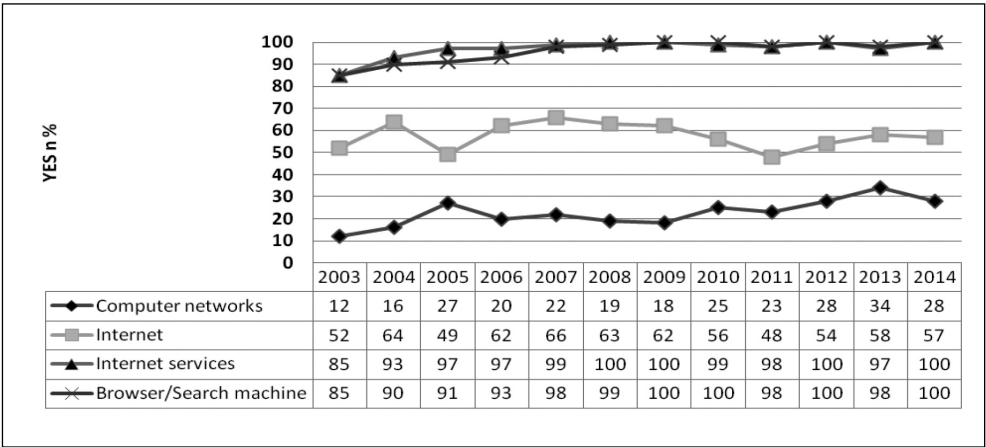 YES n %
100
90
80
70
60
50
40
30
20
10
0
2003 2004 2005 2006 2007 2008 2009 2010 2011 2012 2013 2014
Computer networks 12 16 27 20 22 19 18 25 23 28 34 28
Internet 52 64 49 62 66 63 62 56 48 54 58 57
Internet services 85 93 97 97 99 100 100 99 98 100 97 100
Browser/Search machine 85 90 91 93 98 99 100 100 98 100 98 100